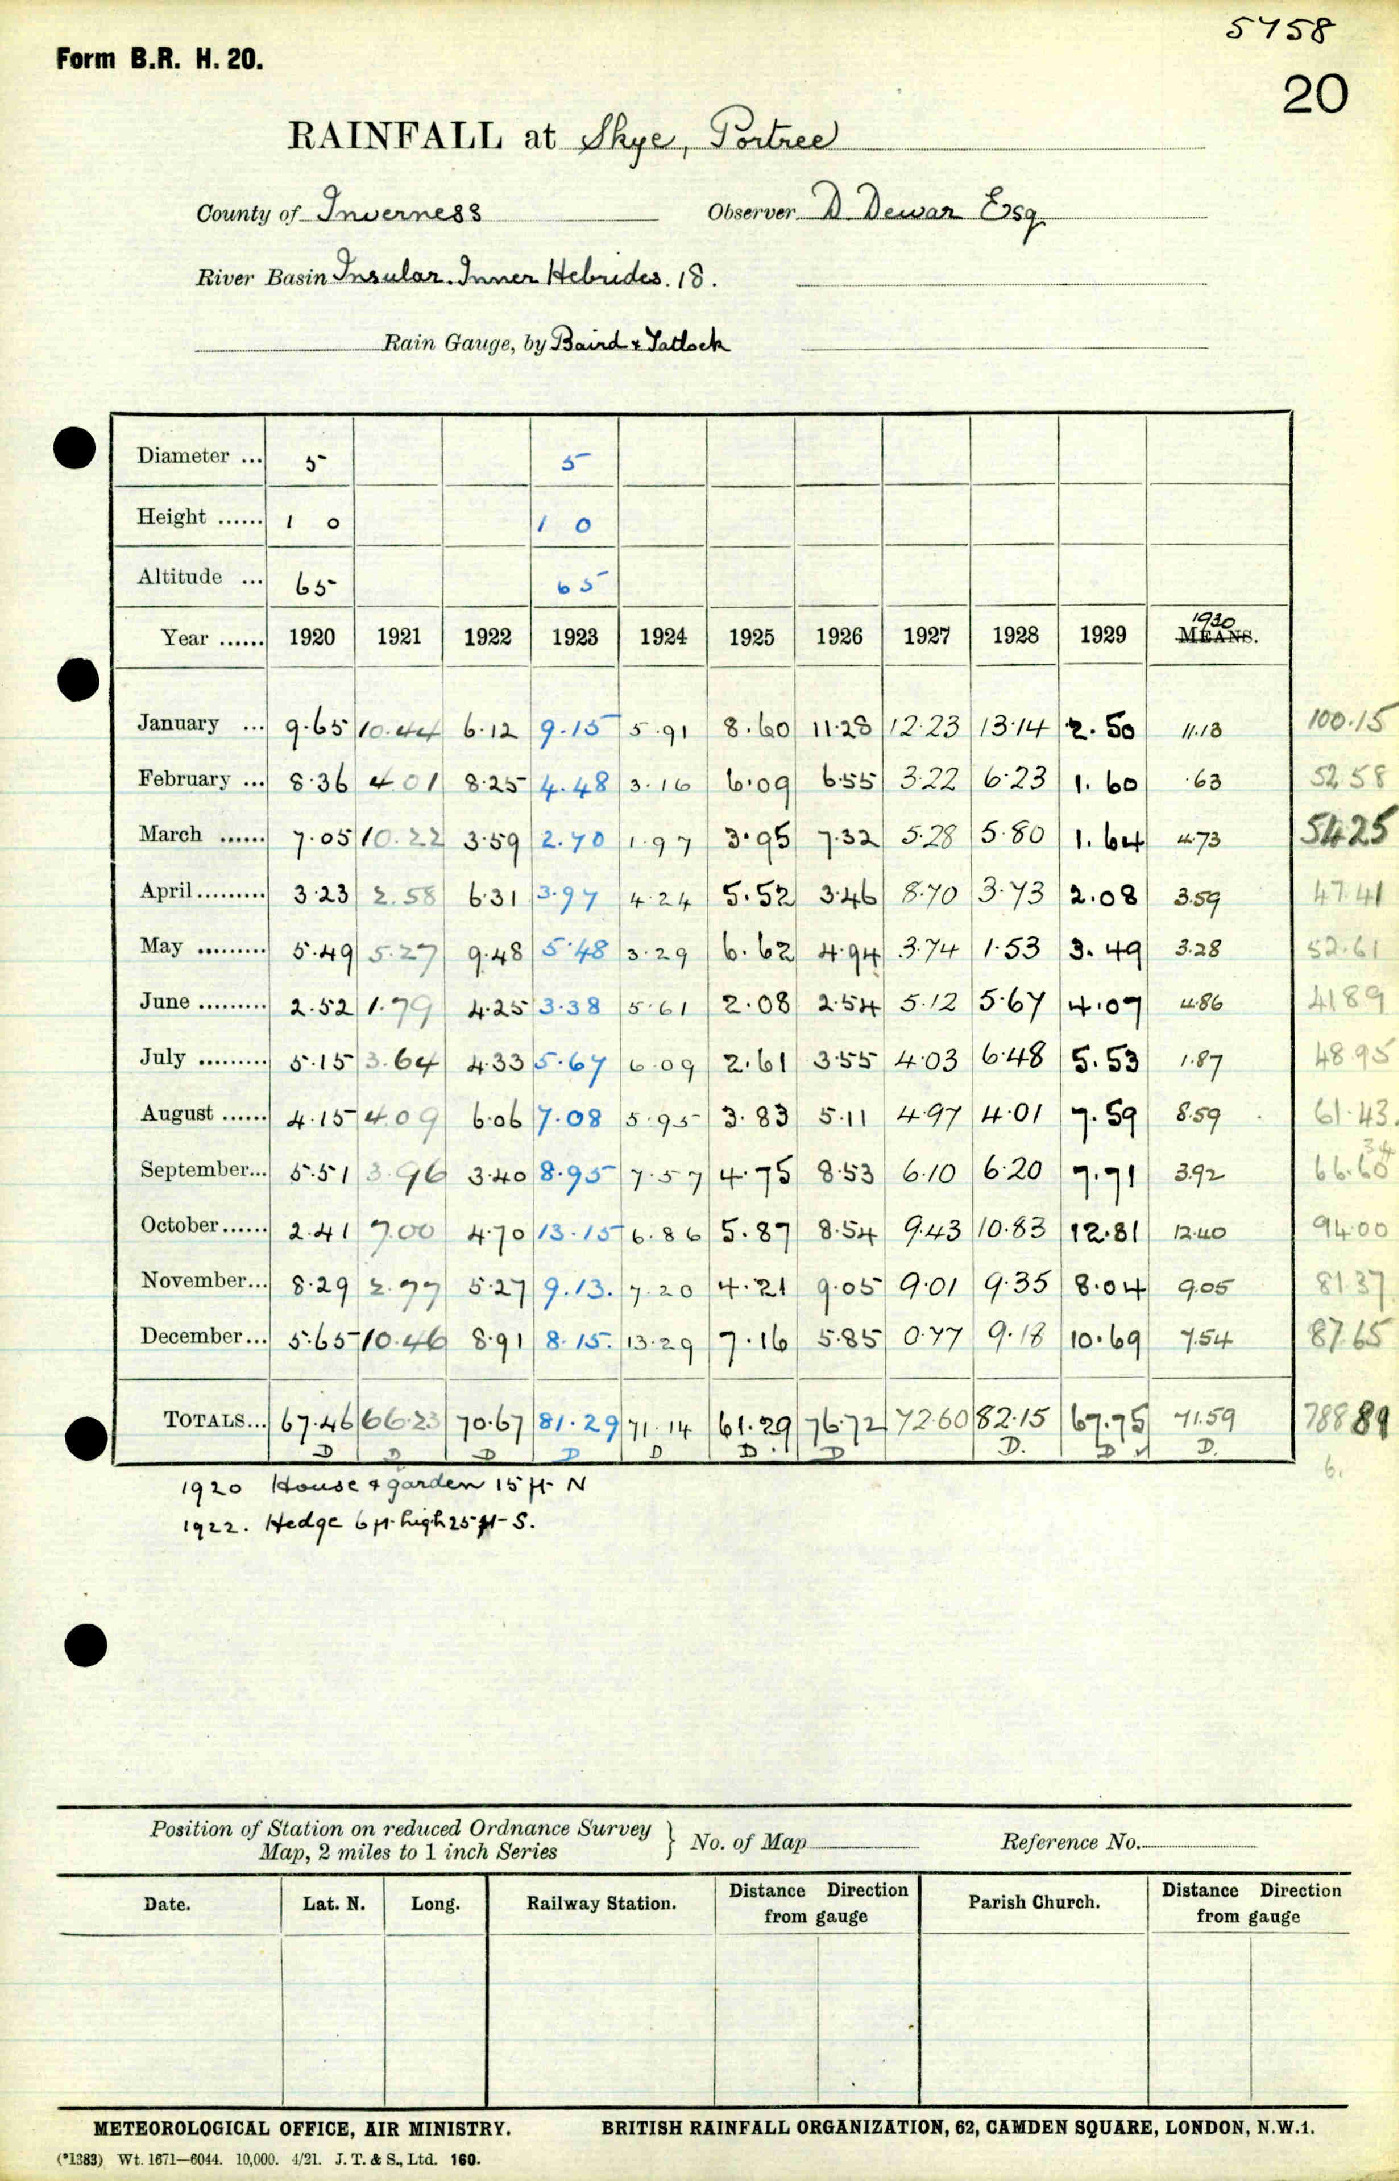 5458
20
Form B.R. H. 20.
RAINFALL at Skye, Portree
County of Inverness Observer D Dewar Esq
River Basin Insular. Inner Hebrides. 18.
Rain Gauge, by Baird & Tatlock
Diameter ... 5 5
Height ...... 1 0 1 0
Altitude ... 65 65
Year ...... 1920 1921 1922 1923 1924 1925 1926 1927 1928 1929 1930 MEANS.
January ... 9.65 10.44 6.12 9.15 5.91 8.60 11.28 12.23 13.14 2.50 11.18 100.15
February ... 8.36 4.01 8.25 4.48 3.16 6.09 6.55 3.22 6.23 1.60 .63 52.58
March ...... 7.05 10.22 3.59 2.70 1.97 3.95 7.32 5.28 5.80 1.64 4.73 54.25
April ......... 3.23 2.58 6.31 3.97 4.24 5.52 3.46 8.70 3.73 2.08 3.59 47.41
May ......... 5.49 5.27 9.48 5.48 3.29 6.62 4.94 3.74 1.53 3.49 3.28 52.61
June ......... 2.52 1.79 4.25 3.38 5.61 2.08 2.54 5.12 5.67 4.07 4.86 41.89
July ......... 5.15 3.64 4.33 5.67 6.09 2.61 3.55 4.03 6.48 5.53 1.87 48.95
August ...... 4.15 4.09 6.06 7.08 5.95 3.83 5.11 4.97 4.01 7.59 8.59 61.43
September... 5.51 3.96 3.40 8.95 7.57 4.75 8.53 6.10 6.20 7.71 3.92 66.60 34
October ...... 2.41 7.00 4.70 13.15 6.86 5.87 8.54 9.43 10.83 12.81 12.40 94.00
November... 8.29 2.77 5.27 9.13. 7.20 4.21 9.05 9.01 9.35 8.04 9.05 81.37
December... 5.65 10.46 8.91 8.15. 13.29 7.16 5.85 0.77 9.18 10.69 7.54 87.65
TOTALS... 67.46 66.23 70.67 81.29 71.14 61.29 76.72 72.60 82.15 67.75 71.59 788 89
D D D D D D. D D. D ✓ D. 6.
1920 House & garden 15 ft N
1922. Hedge 6 ft high 25 ft S.
Position of Station on reduced Ordnance Survey Map, 2 miles to 1 inch Series } No. of Map Reference No.
Date. Lat. N. Long. Railway Station. Distance Direction from gauge Parish Church. Distance Direction from gauge
METEOROLOGICAL OFFICE, AIR MINISTRY. BRITISH RAINFALL ORGANIZATION, 62, CAMDEN SQUARE, LONDON, N.W.1.
(*1383) Wt. 1671—6044. 10,000. 4/21. J. T. & S., Ltd. 160.